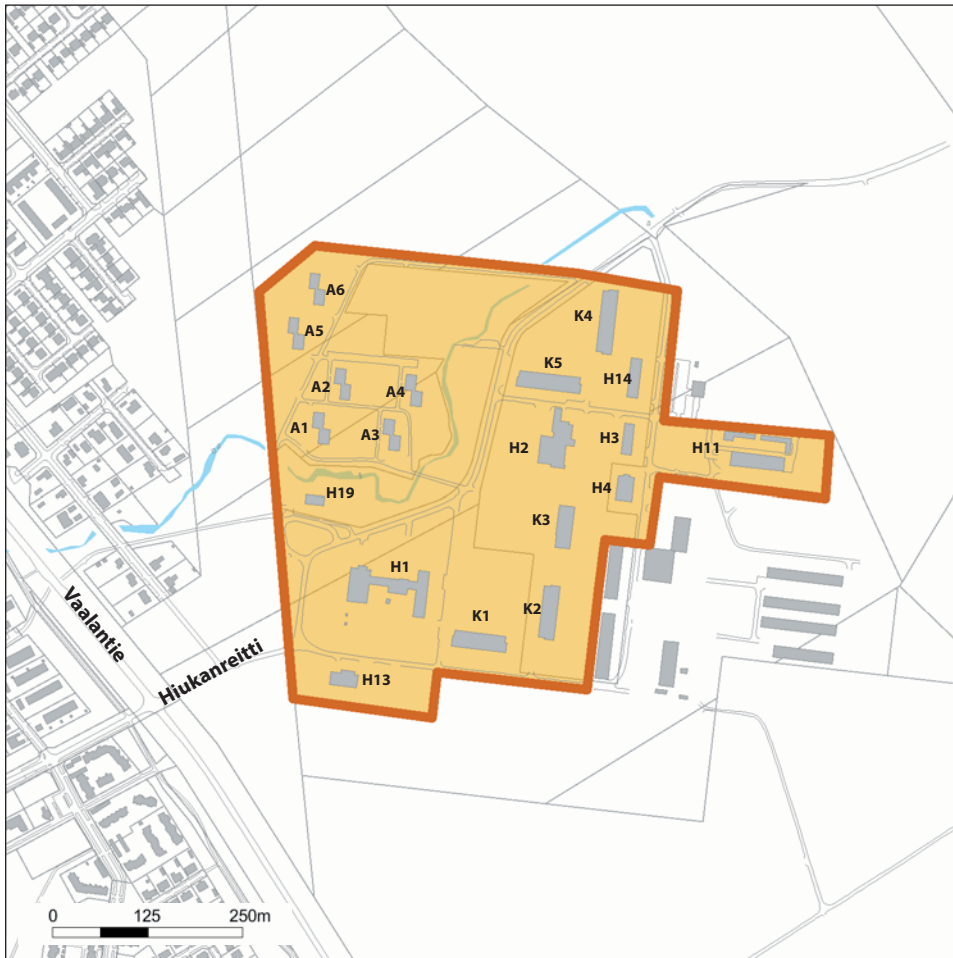 A6
K4
A5
K5
H14
A2
A4
A1
A3
H2
H3
H11
H4
H19
K3
H1
K2
K1
Vaalantie
Hiukanreitti
H13
0 125 250m